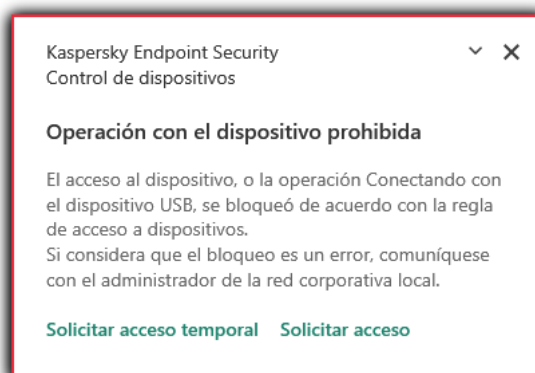 Kaspersky Endpoint Security
Control de dispositivos
Operación con el dispositivo prohibida
El acceso al dispositivo, o la operación Conectando con
el dispositivo USB, se bloqueó de acuerdo con la regla
de acceso a dispositivos.
Si considera que el bloqueo es un error, comuníquese
con el administrador de la red corporativa local.
Solicitar acceso temporal Solicitar acceso